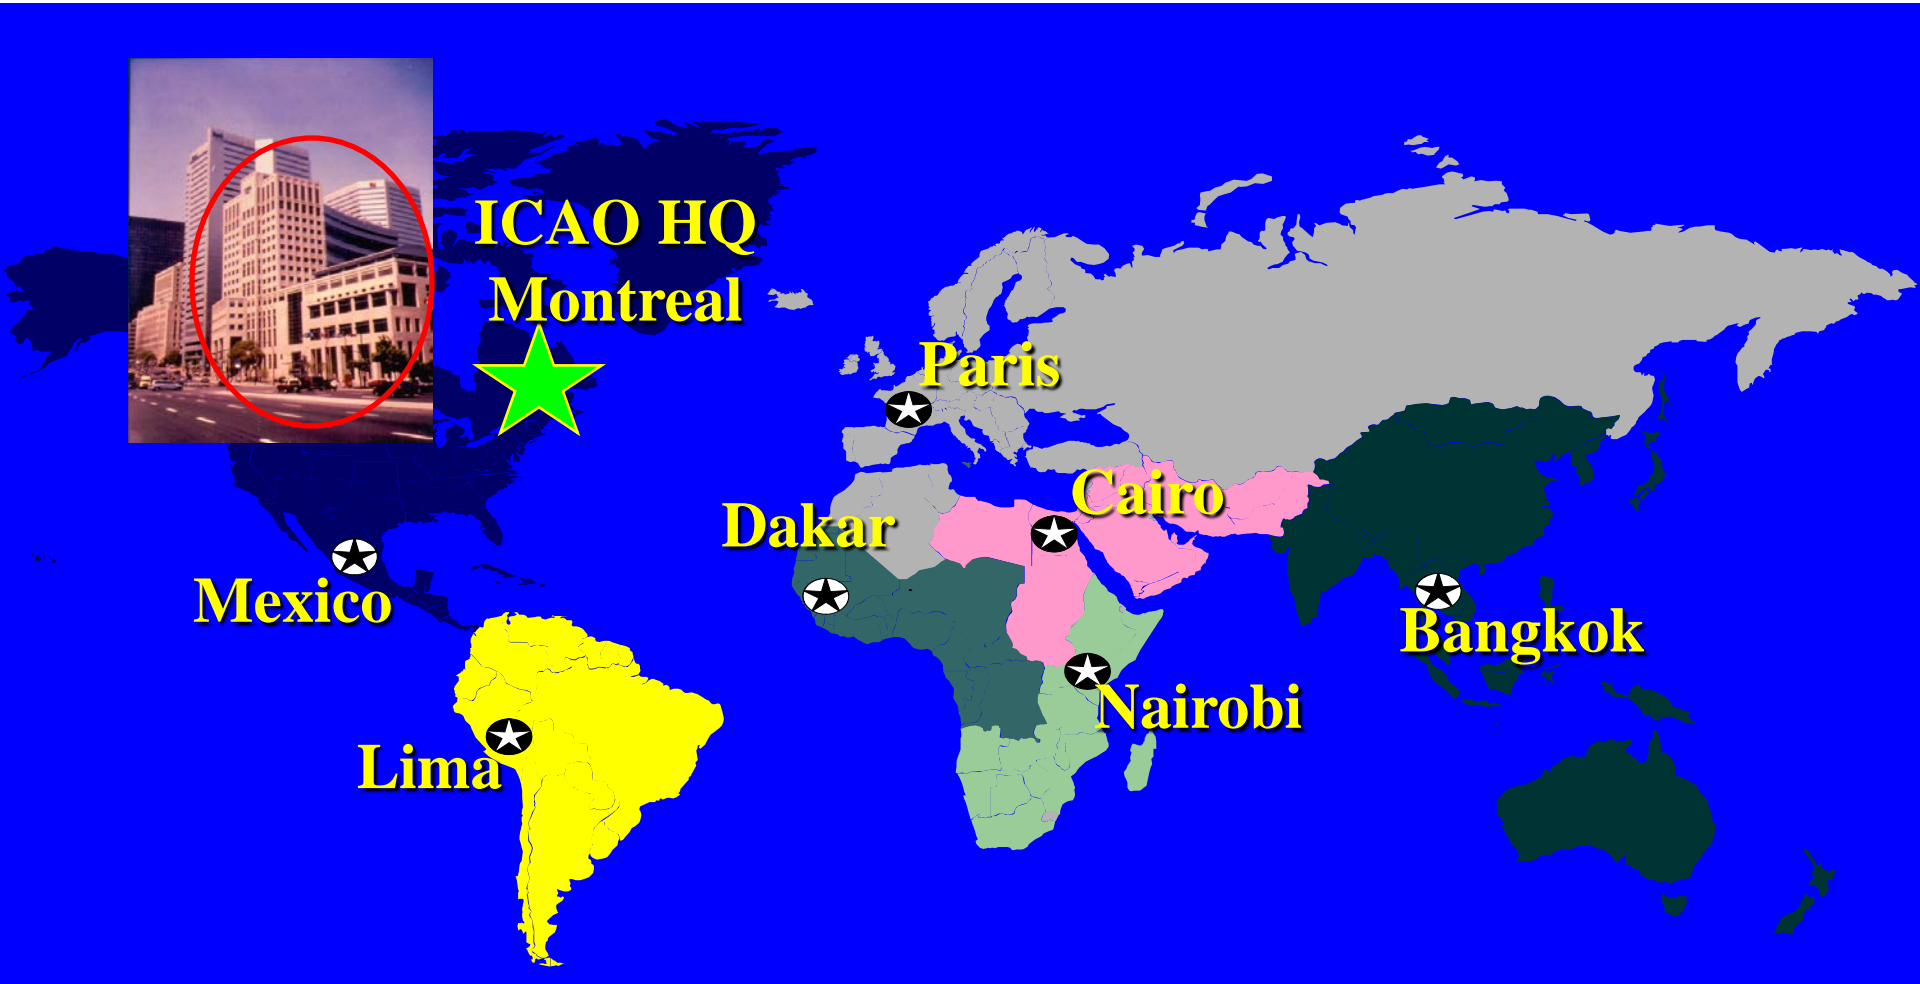 ICAO HQ
Montreal
Paris
Cairo
Dakar
Mexico
Bangkok
Nairobi
Lima